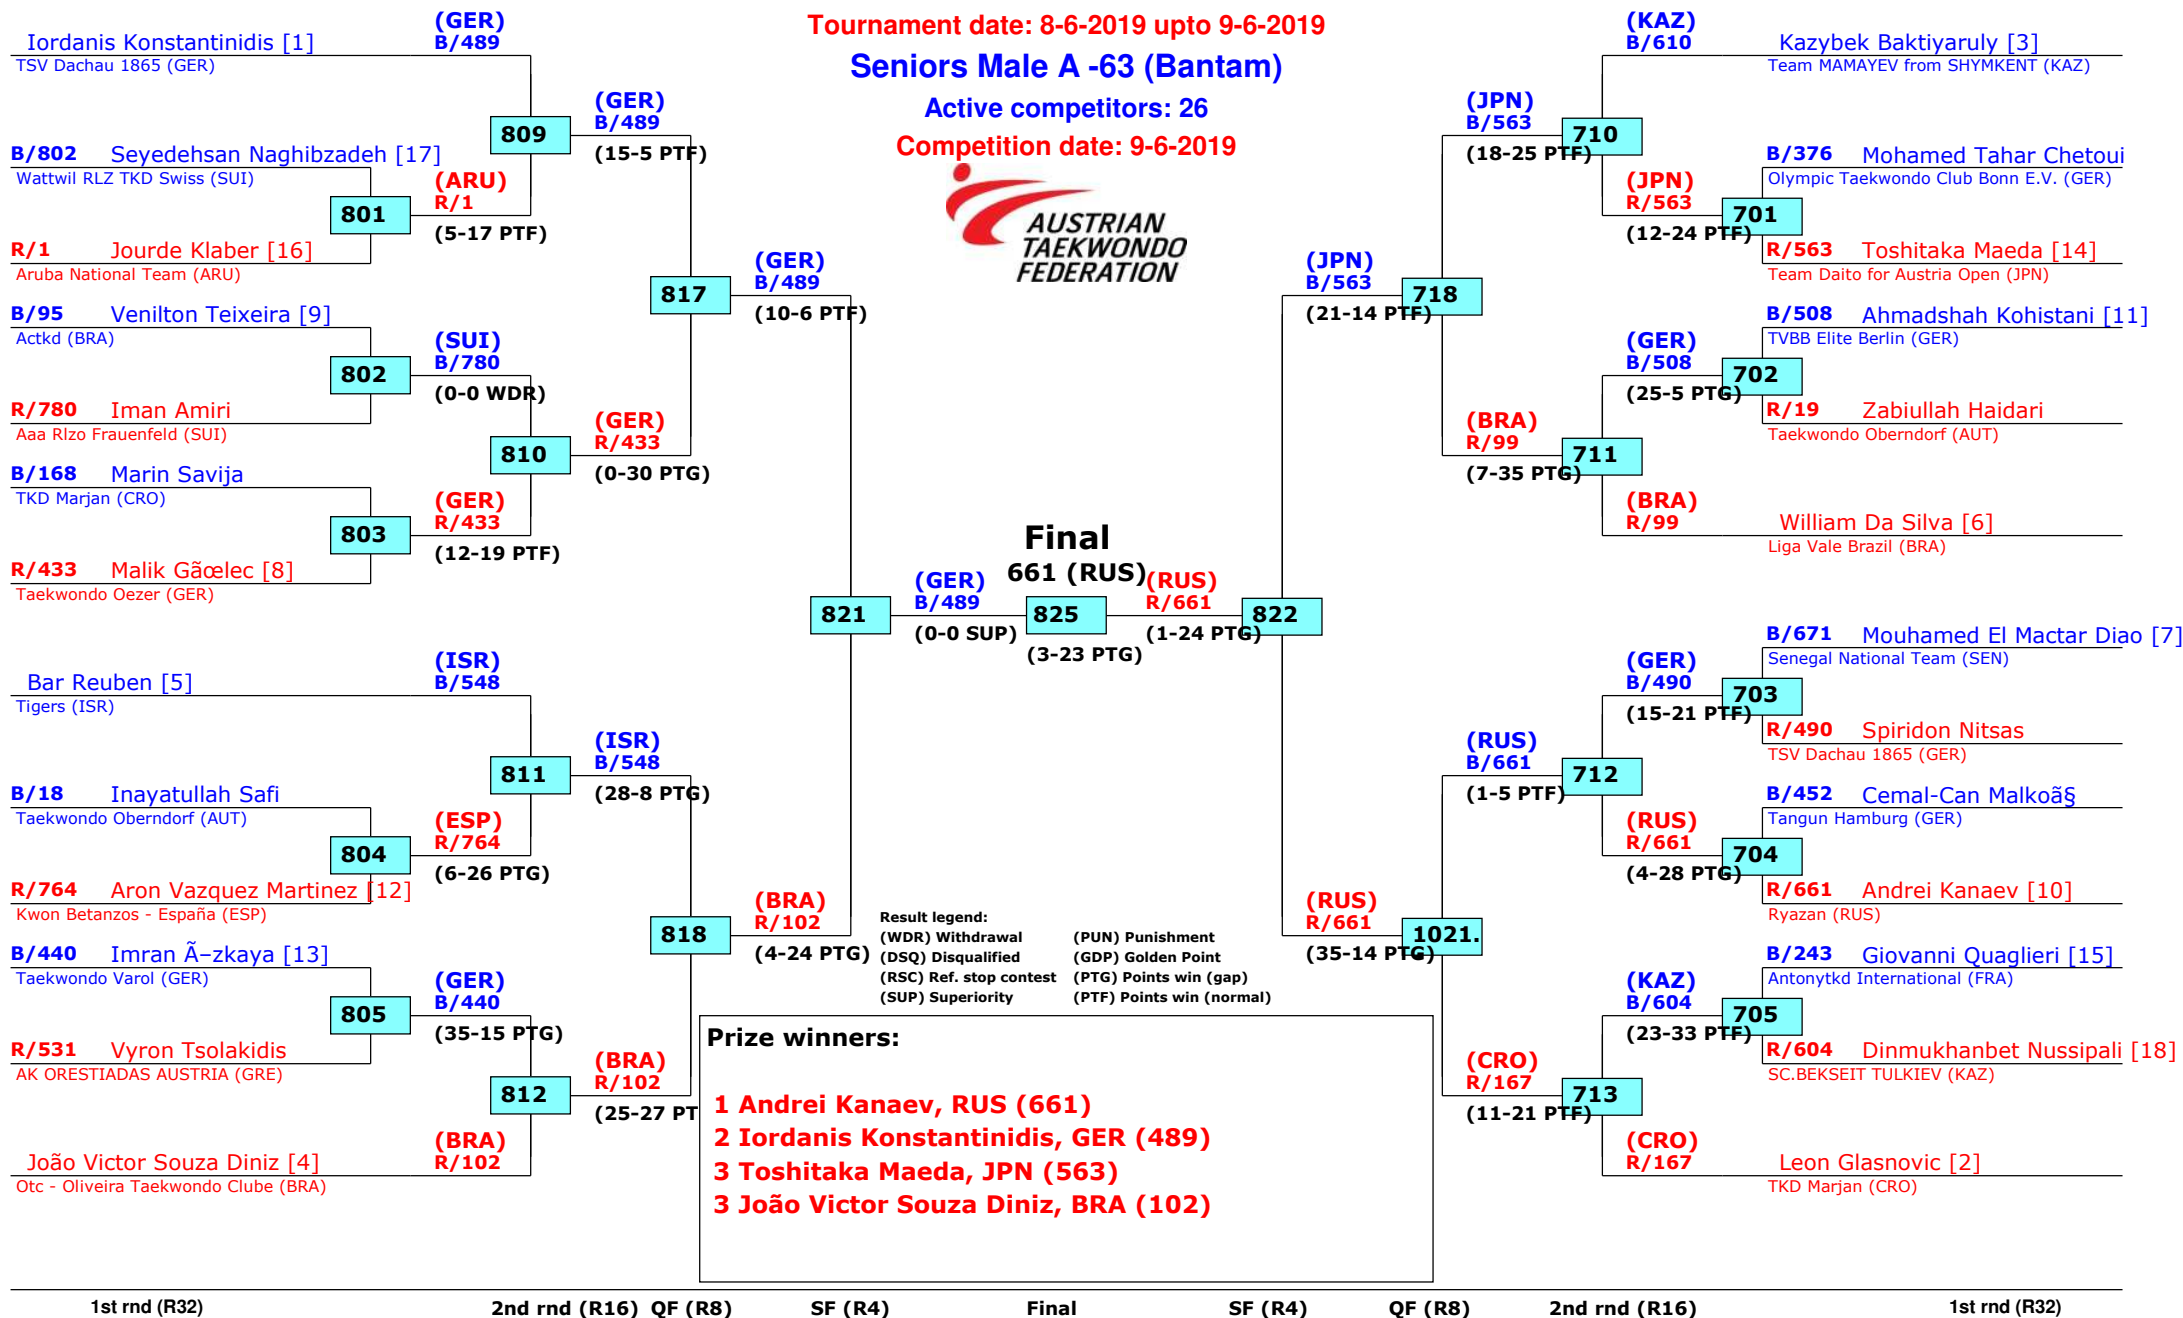 Tournament date: 8-6-2019 upto 9-6-2019
Seniors Male A -63 (Bantam)
Active competitors: 26
Competition date: 9-6-2019
AUSTRIAN
TAEKWONDO
FEDERATION
Iordanis Konstantinidis [1]
TSV Dachau 1865 (GER)
(GER)
B/489
B/802 Seyedehsan Naghibzadeh [17]
Wattwil RLZ TKD Swiss (SUI)
801
R/1 Jourde Klaber [16]
Aruba National Team (ARU)
(ARU)
R/1
(5-17 PTF)
809
(GER)
B/489
(15-5 PTF)
B/95 Venilton Teixeira [9]
Actkd (BRA)
802
R/780 Iman Amiri
Aaa Rlzo Frauenfeld (SUI)
(SUI)
B/780
(0-0 WDR)
B/168 Marin Savija
TKD Marjan (CRO)
803
R/433 Malik Gãœlec [8]
Taekwondo Oezer (GER)
(GER)
R/433
(12-19 PTF)
810
(GER)
R/433
(0-30 PTG)
817
(GER)
B/489
(10-6 PTF)
Bar Reuben [5]
Tigers (ISR)
(ISR)
B/548
B/18 Inayatullah Safi
Taekwondo Oberndorf (AUT)
804
R/764 Aron Vazquez Martinez [12]
Kwon Betanzos - España (ESP)
(ESP)
R/764
(6-26 PTG)
811
(ISR)
B/548
(28-8 PTG)
B/440 Imran Ã–zkaya [13]
Taekwondo Varol (GER)
805
R/531 Vyron Tsolakidis
AK ORESTIADAS AUSTRIA (GRE)
(GER)
B/440
(35-15 PTG)
João Victor Souza Diniz [4]
Otc - Oliveira Taekwondo Clube (BRA)
(BRA)
R/102
812
(BRA)
R/102
(25-27 PT
818
(BRA)
R/102
(4-24 PTG)
821
(GER)
B/489
(0-0 SUP)
Final
661 (RUS)
825
(3-23 PTG)
(RUS)
R/661
(1-24 PTG)
822
(JPN)
B/563
(21-14 PTF)
718
(JPN)
B/563
(18-25 PTF)
710
(KAZ)
B/610
Kazybek Baktiyaruly [3]
Team MAMAYEV from SHYMKENT (KAZ)
(JPN)
R/563
(12-24 PTF)
701
B/376 Mohamed Tahar Chetoui
Olympic Taekwondo Club Bonn E.V. (GER)
R/563 Toshitaka Maeda [14]
Team Daito for Austria Open (JPN)
(BRA)
R/99
(7-35 PTG)
711
(GER)
B/508
(25-5 PTG)
702
B/508 Ahmadshah Kohistani [11]
TVBB Elite Berlin (GER)
R/19 Zabiullah Haidari
Taekwondo Oberndorf (AUT)
(BRA)
R/99
William Da Silva [6]
Liga Vale Brazil (BRA)
(RUS)
R/661
(35-14 PTG)
1021.
(RUS)
B/661
(1-5 PTF)
712
(GER)
B/490
(15-21 PTF)
703
B/671 Mouhamed El Mactar Diao [7]
Senegal National Team (SEN)
R/490 Spiridon Nitsas
TSV Dachau 1865 (GER)
(RUS)
R/661
(4-28 PTG)
704
B/452 Cemal-Can Malkoã§
Tangun Hamburg (GER)
R/661 Andrei Kanaev [10]
Ryazan (RUS)
(CRO)
R/167
(11-21 PTF)
713
(KAZ)
B/604
(23-33 PTF)
705
B/243 Giovanni Quaglieri [15]
Antonytkd International (FRA)
R/604 Dinmukhanbet Nussipali [18]
SC.BEKSEIT TULKIEV (KAZ)
(CRO)
R/167
Leon Glasnovic [2]
TKD Marjan (CRO)
Result legend:
(WDR) Withdrawal (PUN) Punishment
(DSQ) Disqualified (GDP) Golden Point
(RSC) Ref. stop contest (PTG) Points win (gap)
(SUP) Superiority (PTF) Points win (normal)
Prize winners:
1 Andrei Kanaev, RUS (661)
2 Iordanis Konstantinidis, GER (489)
3 Toshitaka Maeda, JPN (563)
3 João Victor Souza Diniz, BRA (102)
1st rnd (R32) 2nd rnd (R16) QF (R8) SF (R4) Final SF (R4) QF (R8) 2nd rnd (R16) 1st rnd (R32)